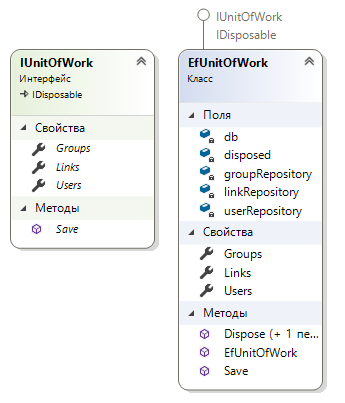 IUnitOfWork
Интерфейс
IDisposable
Свойства
Groups
Links
Users
Методы
Save
IUnitOfWork
IDisposable
EfUnitOfWork
Класс
Поля
db
disposed
groupRepository
linkRepository
userRepository
Свойства
Groups
Links
Users
Методы
Dispose (+ 1 пе...
EfUnitOfWork
Save